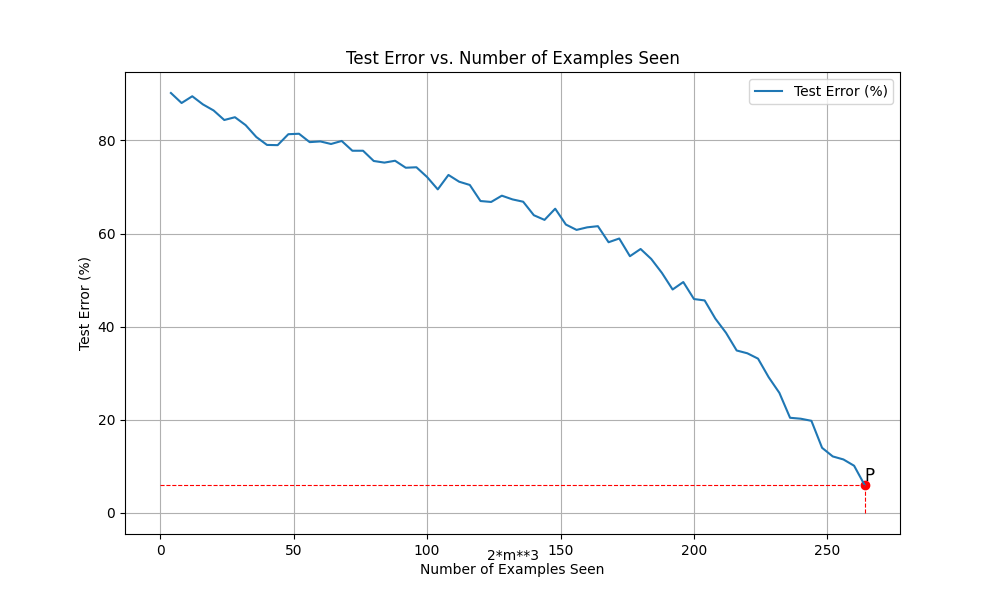 Test Error vs. Number of Examples Seen
Test Error (%)
Test Error (%)
80
60
40
20
0
P
0 50 100 150 200 250
2*m**3
Number of Examples Seen